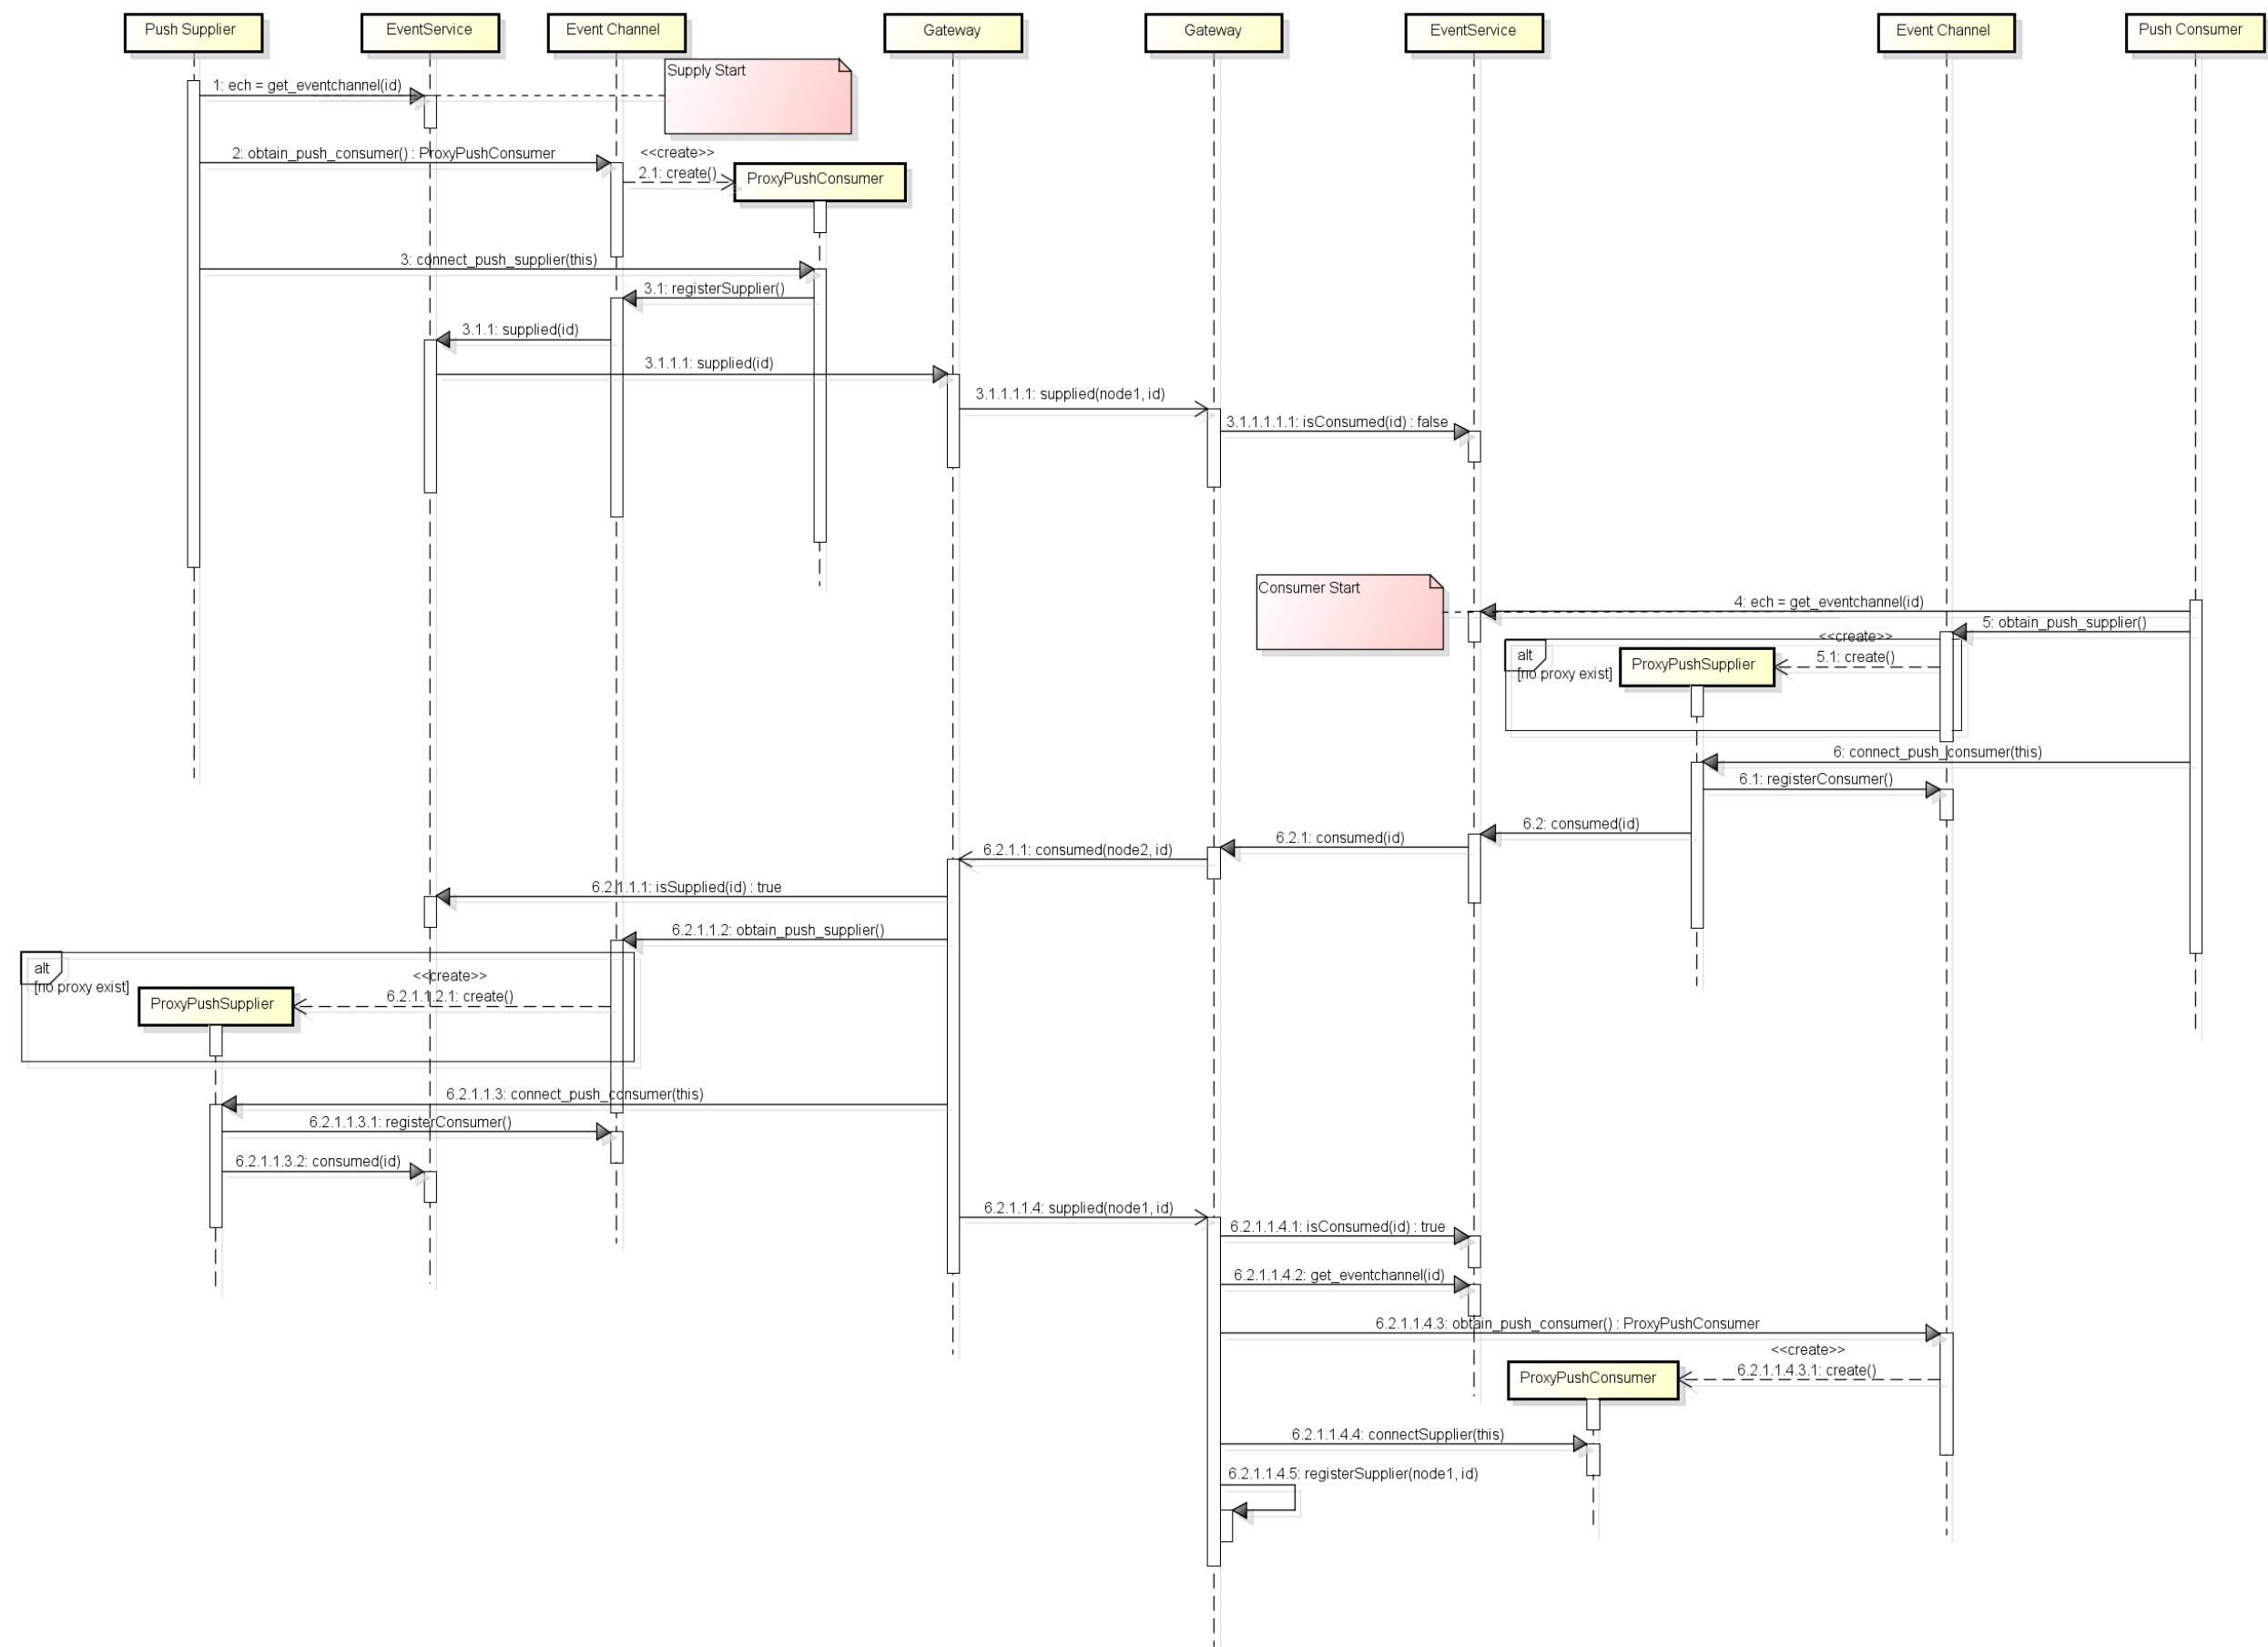 Push Supplier
EventService
Event Channel
Gateway
Gateway
EventService
Event Channel
Push Consumer
Supply Start
1: ech = get_eventchannel(id)
2: obtain_push_consumer() : ProxyPushConsumer
<<create>>
2.1: create()
ProxyPushConsumer
3: connect_push_supplier(this)
3.1: registerSupplier()
3.1.1: supplied(id)
3.1.1.1: supplied(id)
3.1.1.1.1: supplied(node1, id)
3.1.1.1.1.1: isConsumed(id) : false
Consumer Start
4: ech = get_eventchannel(id)
5: obtain_push_supplier()
<<create>>
alt
5.1: create()
ProxyPushSupplier
[no proxy exist]
6: connect_push_consumer(this)
6.1: registerConsumer()
6.2: consumed(id)
6.2.1: consumed(id)
6.2.1.1: consumed(node2, id)
6.2.1.1.1: isSupplied(id) : true
6.2.1.1.2: obtain_push_supplier()
alt
<<create>>
[no proxy exist]
6.2.1.1.2.1: create()
ProxyPushSupplier
6.2.1.1.3: connect_push_consumer(this)
6.2.1.1.3.1: registerConsumer()
6.2.1.1.3.2: consumed(id)
6.2.1.1.4: supplied(node1, id)
6.2.1.1.4.1: isConsumed(id) : true
6.2.1.1.4.2: get_eventchannel(id)
6.2.1.1.4.3: obtain_push_consumer() : ProxyPushConsumer
<<create>>
6.2.1.1.4.3.1: create()
ProxyPushConsumer
6.2.1.1.4.4: connectSupplier(this)
6.2.1.1.4.5: registerSupplier(node1, id)